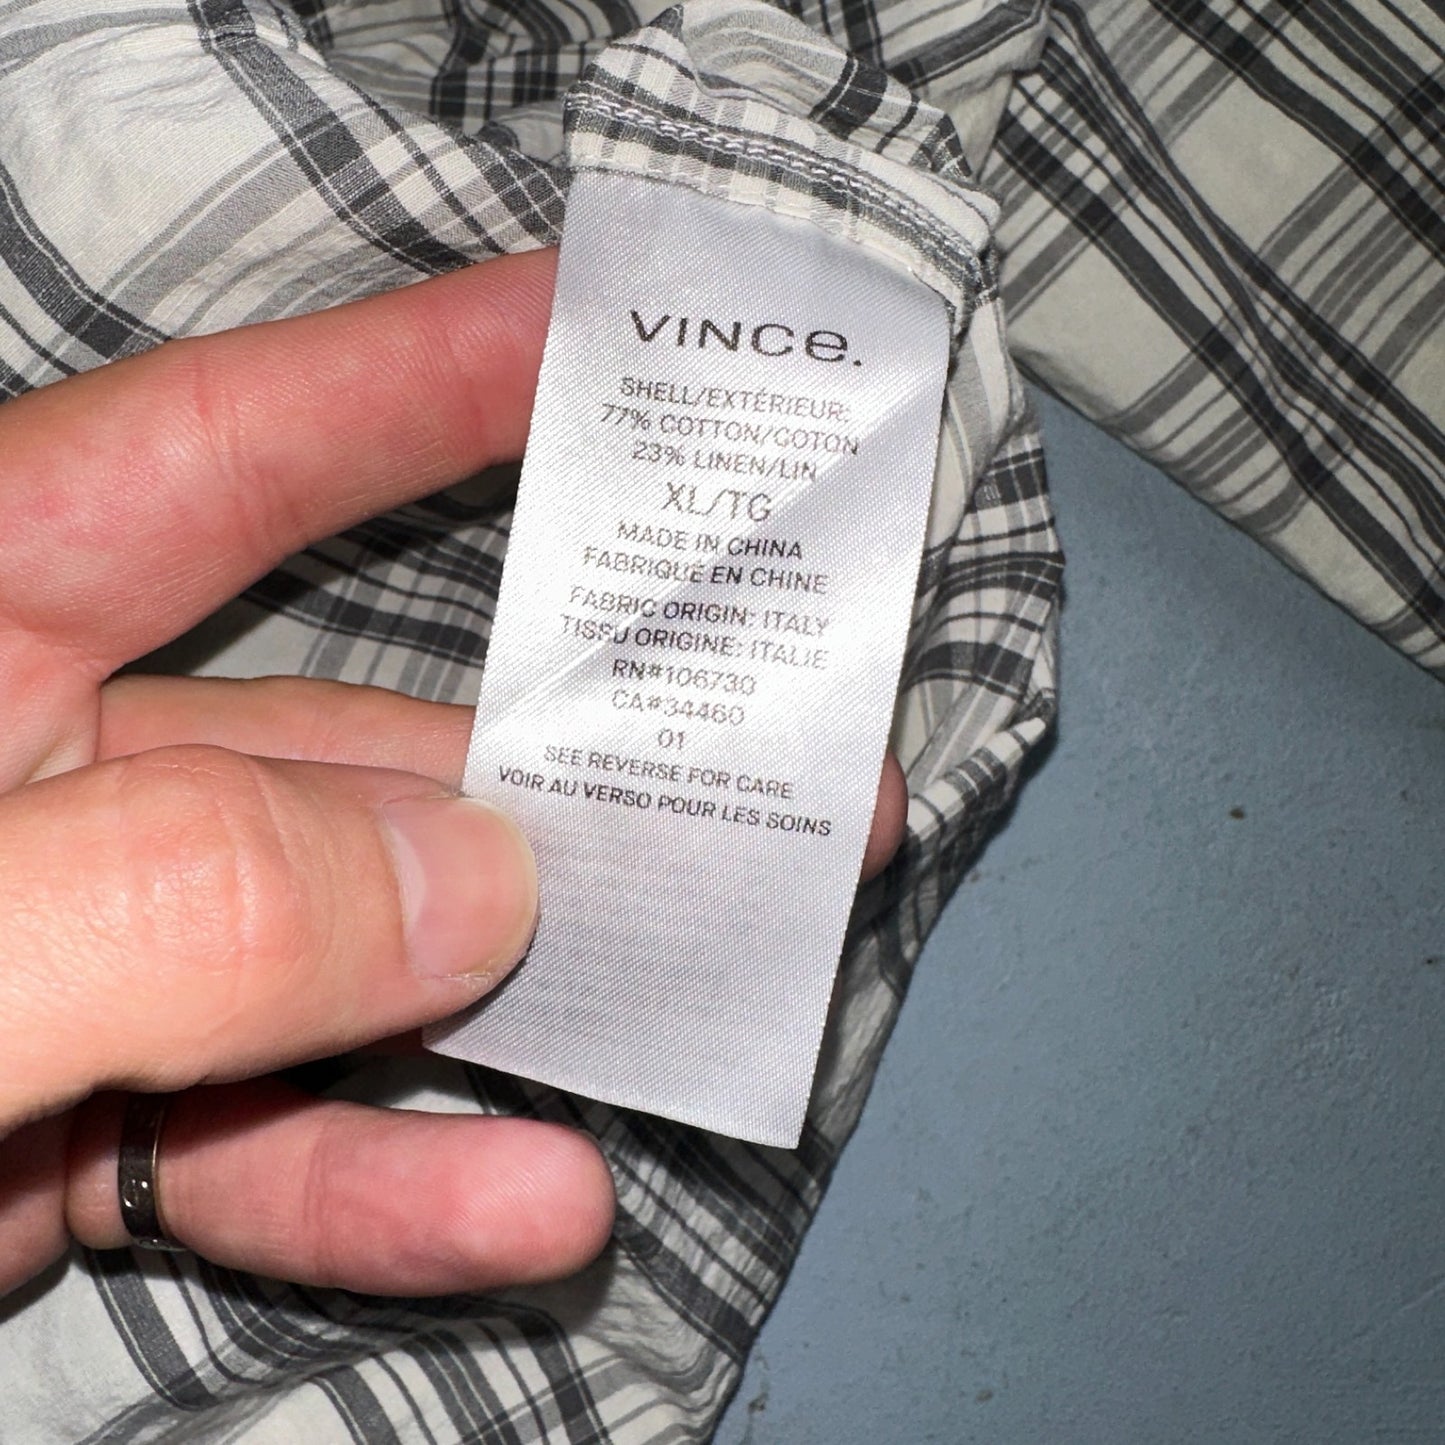 VINCe.
SHELL/EXTÉRIEUR:
77% COTTON/COTON
23% LINEN/LIN
XL/TG
MADE IN CHINA
FABRIQUÉ EN CHINE
FABRIC ORIGIN: ITALY
TISSU ORIGINE: ITALIE
RN#106730
CA#34460
01
SEE REVERSE FOR CARE
VOIR AU VERSO POUR LES SOINS